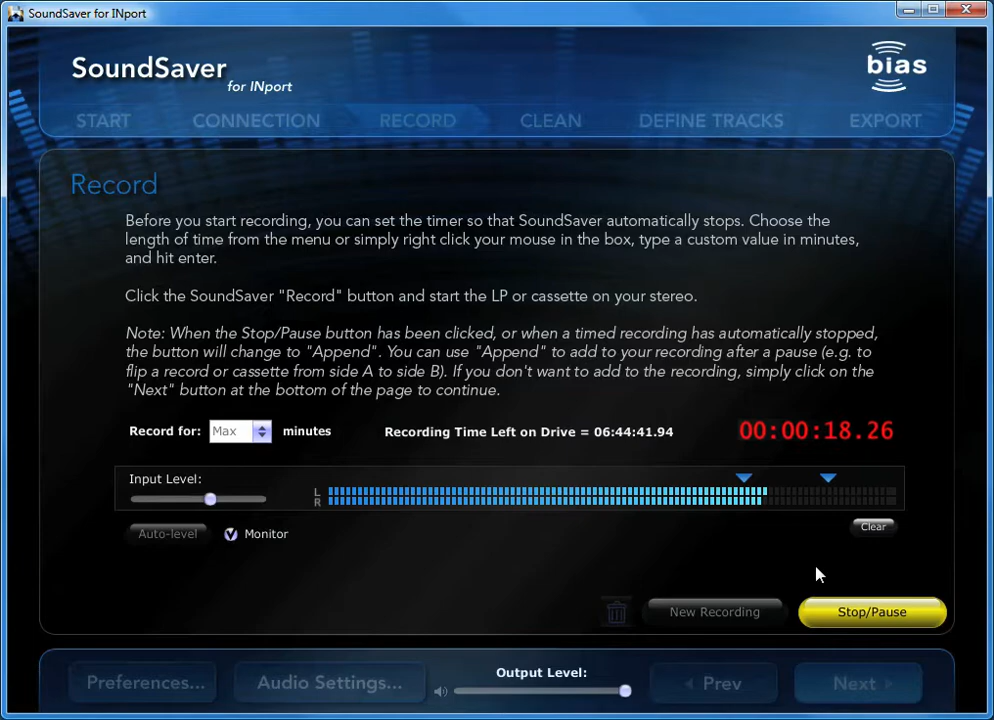 SoundSaver for INport
SoundSaver
for INport
bias
START CONNECTION RECORD CLEAN DEFINE TRACKS EXPORT
Record
Before you start recording, you can set the timer so that SoundSaver automatically stops. Choose the
length of time from the menu or simply right click your mouse in the box, type a custom value in minutes,
and hit enter.
Click the SoundSaver "Record" button and start the LP or cassette on your stereo.
Note: When the Stop/Pause button has been clicked, or when a timed recording has automatically stopped,
the button will change to "Append". You can use "Append" to add to your recording after a pause (e.g. to
flip a record or cassette from side A to side B). If you don't want to add to the recording, simply click on the
"Next" button at the bottom of the page to continue.
Record for: Max minutes Recording Time Left on Drive = 06:44:41.94 00:00:18.26
Input Level:
L
R
Auto-level Monitor Clear
New Recording Stop/Pause
Preferences... Audio Settings... Output Level: Prev Next